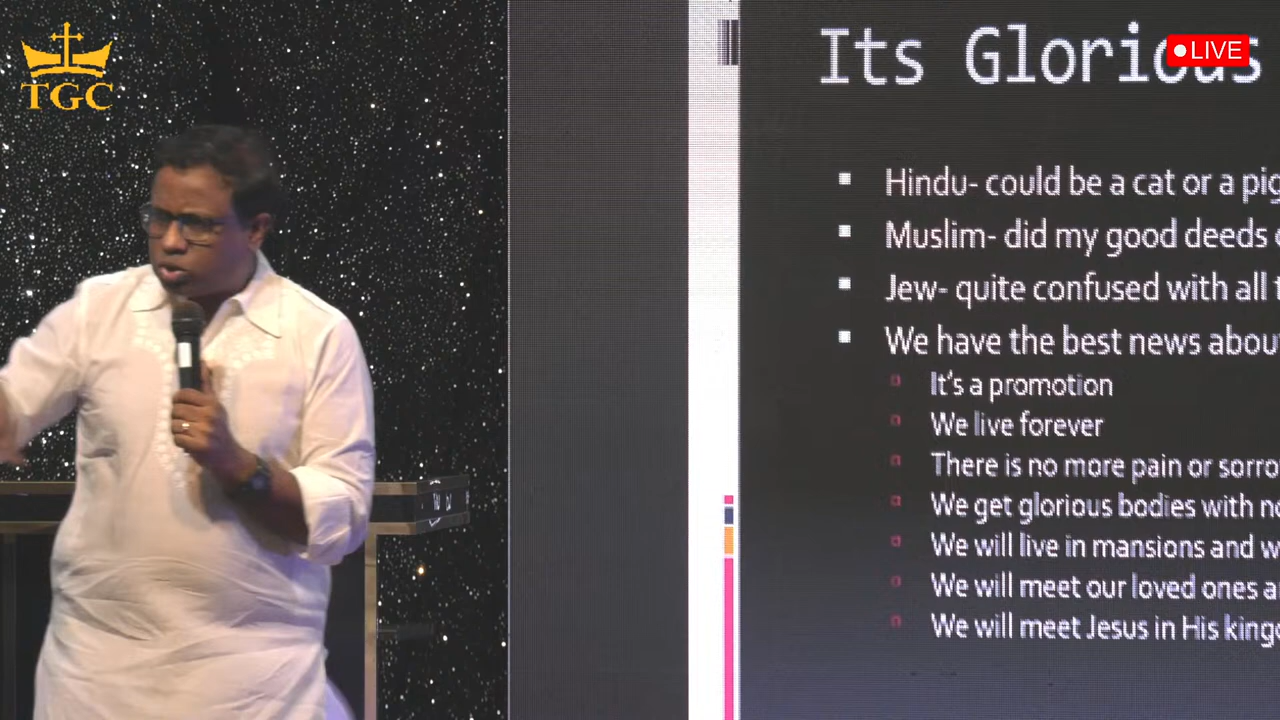 TGC
LIVE
Its Glorious
Hindu- could be a rat or a pig
Muslim- did my good deeds
Jew- quite confused with all
We have the best news abou
It's a promotion
We live forever
There is no more pain or sorro
We get glorious bodies with no
We will live in mansions and w
We will meet our loved ones a
We will meet Jesus in His king